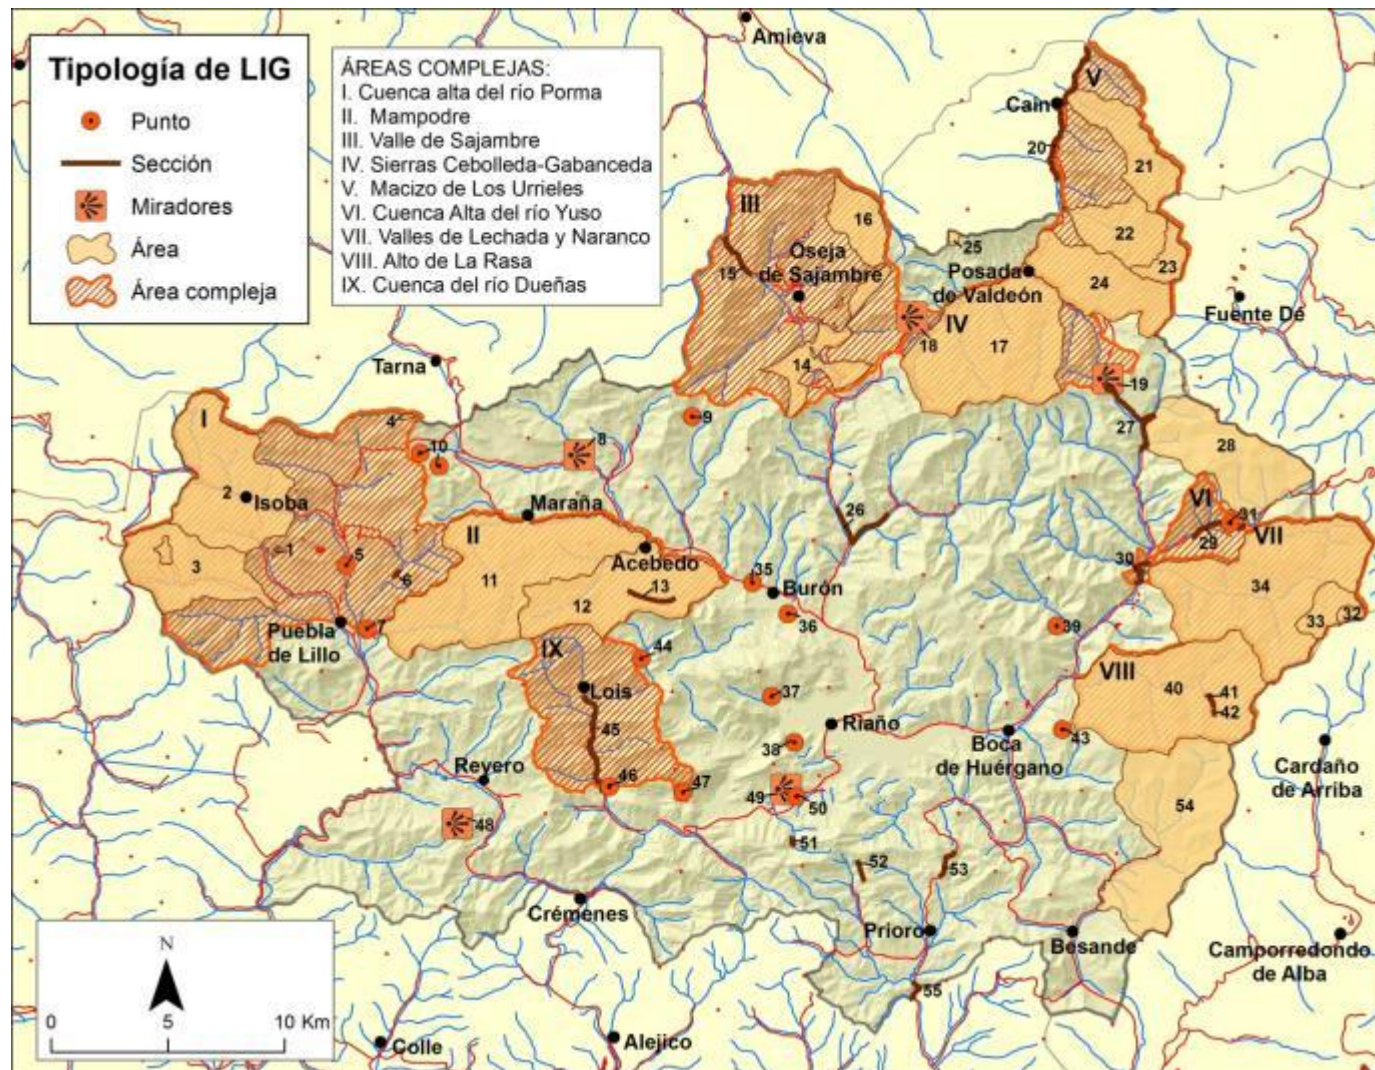 Tipología de LIG
Punto
Sección
Miradores
Área
Área compleja
ÁREAS COMPLEJAS:
I. Cuenca alta del río Porma
II. Mampodre
III. Valle de Sajambre
IV. Sierras Cebolleda-Gabanceda
V. Macizo de Los Urrieles
VI. Cuenca Alta del río Yuso
VII. Valles de Lechada y Naranco
VIII. Alto de La Rasa
IX. Cuenca del río Dueñas
Amieva
V
Cain
20
21
III
16
22
25
Oseja
de Sajambre
15
Posada
de Valdeón
23
24
Fuente Dé
IV
18
17
14
19
Tarna
I
4
9
10
8
27
28
2
Isoba
Maraña
VI
26
31
II
29
VII
1
5
3
6
11
Acebedo
13
35
Burón
30
34
12
36
33
32
7
Puebla
de Lillo
39
IX
44
VIII
Lois
37
40
41
42
45
Riaño
38
Boca
de Huérgano
43
Revero
46
47
49
50
Cardaño
de Arriba
48
54
51
52
53
Crémenes
Prioro
Besande
Camporredondo
de Alba
55
N
0
5
10 Km
Colle
Alejico